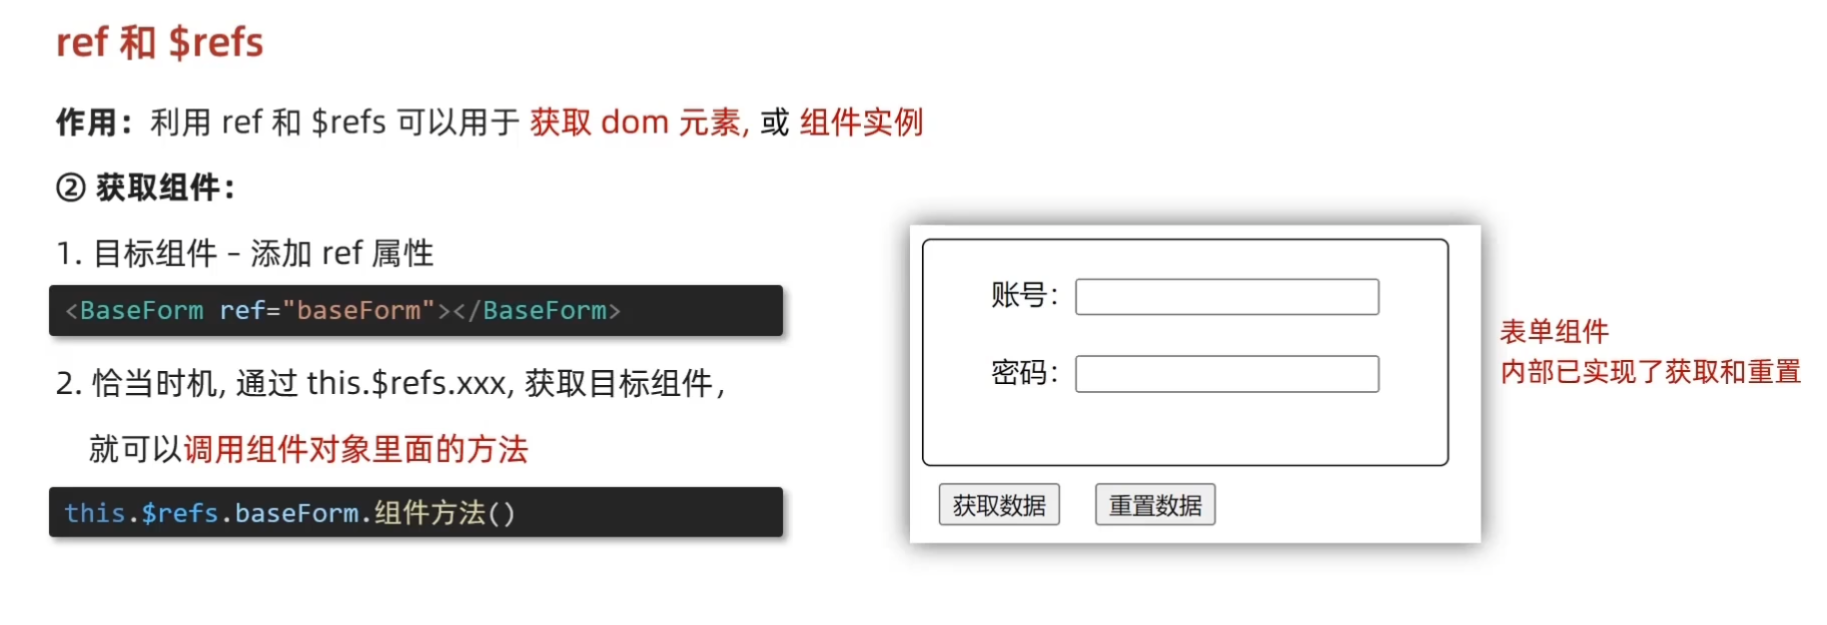 ref 和 $refs
作用：利用 ref 和 $refs 可以用于 获取 dom 元素, 或 组件实例
② 获取组件：
1. 目标组件 – 添加 ref 属性
<BaseForm ref="baseForm"></BaseForm>
2. 恰当时机, 通过 this.$refs.xxx, 获取目标组件,
就可以调用组件对象里面的方法
this.$refs.baseForm.组件方法()
账号：
密码：
获取数据 重置数据
表单组件
内部已实现了获取和重置